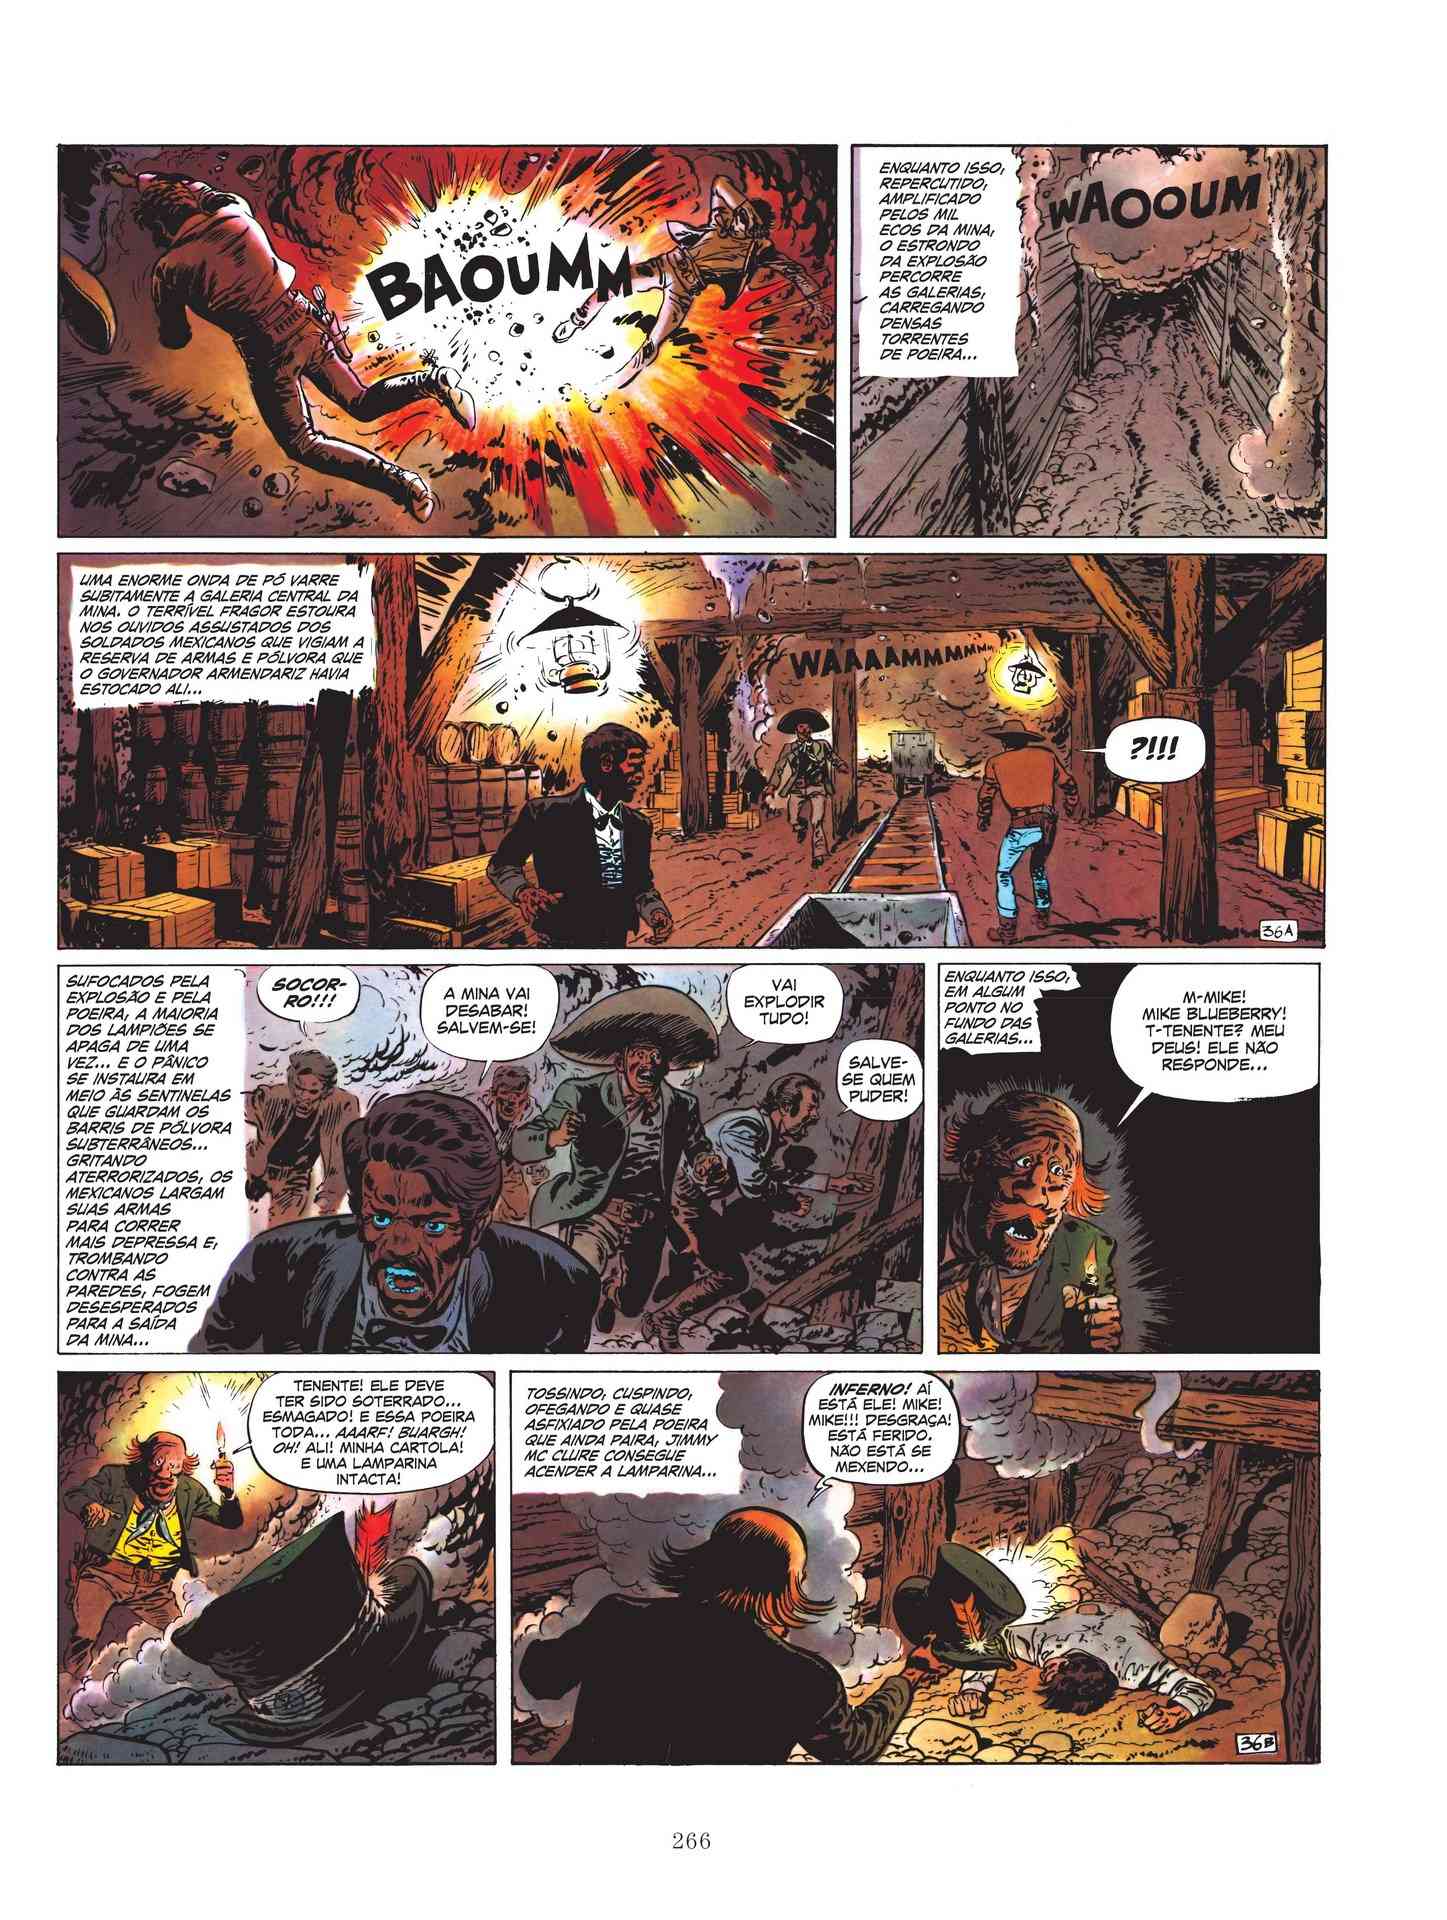 BAOUMM
ENQUANTO ISSO,
REPERCUTIDO,
AMPLIFICADO
PELOS MIL
ECOS DA MINA,
O ESTRONDO
DA EXPLOSÃO
PERCORRE
AS GALERIAS,
CARREGANDO
DENSAS
TORRENTES
DE POEIRA...
WAOOUM
UMA ENORME ONDA DE PÓ VARRE
SUBITAMENTE A GALERIA CENTRAL DA
MINA. O TERRÍVEL FRAGOR ESTOURA
NOS OUVIDOS ASSUSTADOS DOS
SOLDADOS MEXICANOS QUE VIGIAM A
RESERVA DE ARMAS E PÓLVORA QUE
O GOVERNADOR ARMENDARIZ HAVIA
ESTOCADO ALI...
WAAAAMMMMMM
?!!!
36A
SUFOCADOS PELA
EXPLOSÃO E PELA
POEIRA, A MAIORIA
DOS LAMPIÕES SE
APAGA DE UMA
VEZ... E O PÂNICO
SE INSTAURA EM
MEIO ÀS SENTINELAS
QUE GUARDAM OS
BARRIS DE PÓLVORA
SUBTERRÂNEOS...
GRITANDO
ATERRORIZADOS, OS
MEXICANOS LARGAM
SUAS ARMAS
PARA CORRER
MAIS DEPRESSA E,
TROMBANDO
CONTRA AS
PAREDES, FOGEM
DESESPERADOS
PARA A SAÍDA
DA MINA...
SOCOR-
RO!!!
A MINA VAI
DESABAR!
SALVEM-SE!
VAI
EXPLODIR
TUDO!
SALVE-
SE QUEM
PUDER!
ENQUANTO ISSO,
EM ALGUM
PONTO NO
FUNDO DAS
GALERIAS...
M-MIKE!
MIKE BLUEBERRY!
T-TENENTE? MEU
DEUS! ELE NÃO
RESPONDE...
TENENTE! ELE DEVE
TER SIDO SOTERRADO...
ESMAGADO! E ESSA POEIRA
TODA... AAARF! BUARGH!
OH! ALI! MINHA CARTOLA!
E UMA LAMPARINA
INTACTA!
TOSSINDO, CUSPINDO,
OFEGANDO E QUASE
ASFIXIADO PELA POEIRA
QUE AINDA PAIRA, JIMMY
MC CLURE CONSEGUE
ACENDER A LAMPARINA...
INFERNO! AÍ
ESTÁ ELE! MIKE!
MIKE!!! DESGRAÇA!
ESTÁ FERIDO.
NÃO ESTÁ SE
MEXENDO...
36B
266